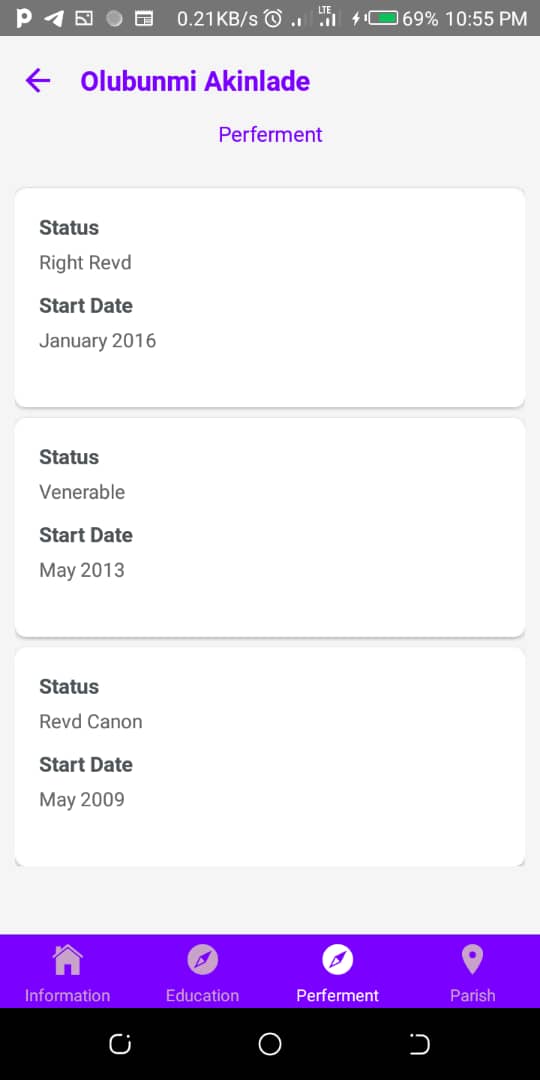 0.21KB/s LTE 69% 10:55 PM
Olubunmi Akinlade
Perferment
Status
Right Revd
Start Date
January 2016
Status
Venerable
Start Date
May 2013
Status
Revd Canon
Start Date
May 2009
Information Education Perferment Parish